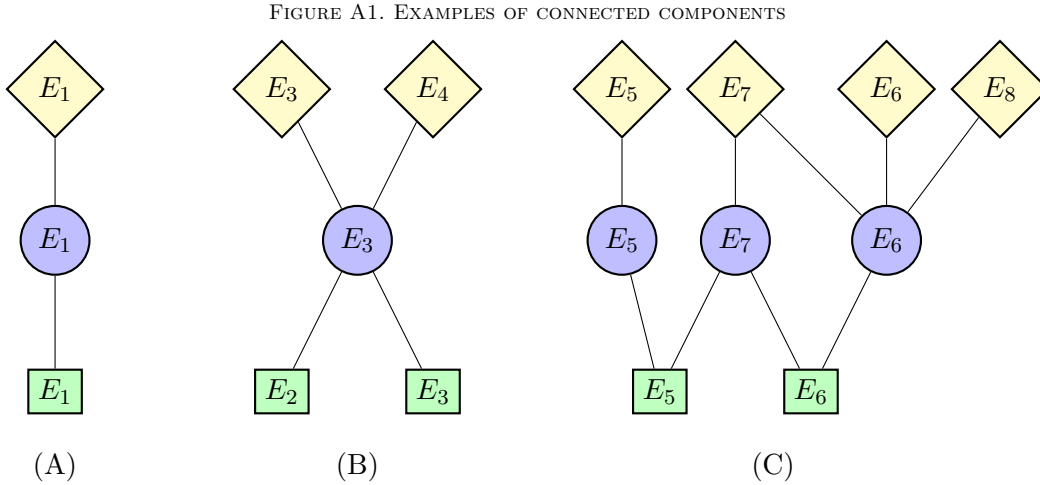 FIGURE A1. EXAMPLES OF CONNECTED COMPONENTS
E₁ E₃ E₄ E₅ E₇ E₆ E₈
E₁ E₃ E₅ E₇ E₆
E₁ E₂ E₃ E₅ E₆
(A) (B) (C)